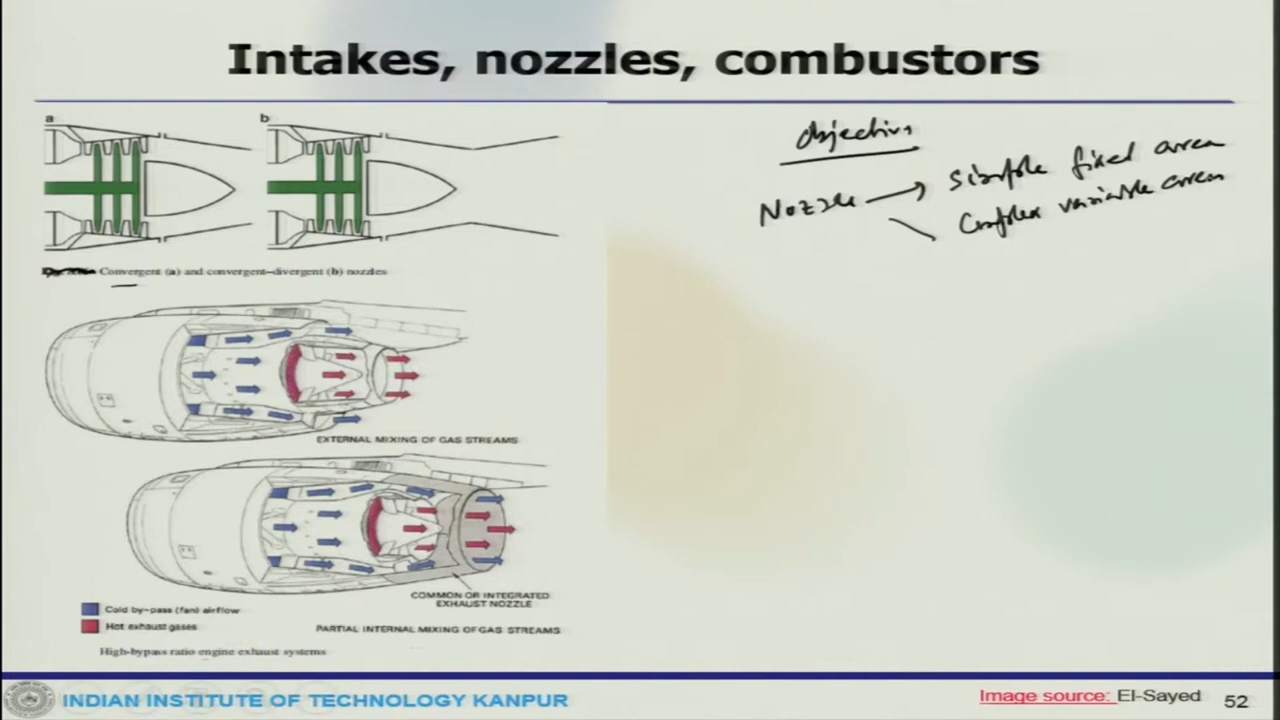 Intakes, nozzles, combustors
a
b
Convergent (a) and convergent-divergent (b) nozzles
Objective
Nozzle → Simple fixed area
Complex variable area
EXTERNAL MIXING OF GAS STREAMS
COMMON OR INTEGRATED
EXHAUST NOZZLE
Cold by-pass (fan) airflow
Hot exhaust gases
PARTIAL INTERNAL MIXING OF GAS STREAMS
High-bypass ratio engine exhaust systems
INDIAN INSTITUTE OF TECHNOLOGY KANPUR
Image source: El-Sayed
52